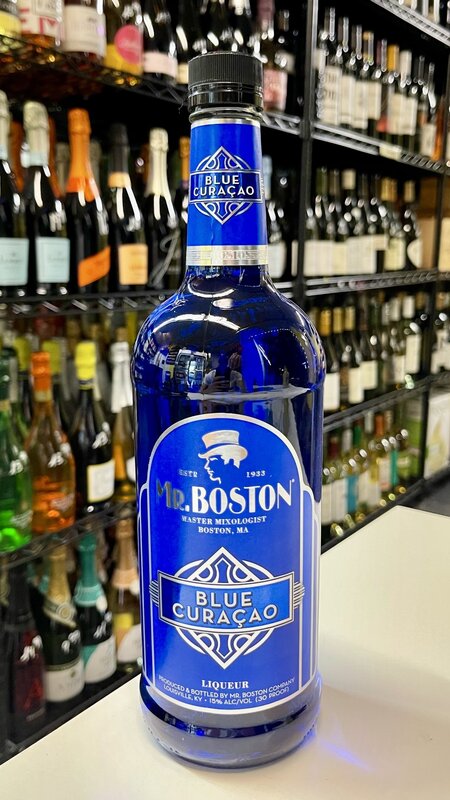 BLUE
CURAÇAO
ESTD 1933
MR. BOSTON
MASTER MIXOLOGIST
BOSTON, MA
BLUE
CURAÇAO
LIQUEUR
PRODUCED & BOTTLED BY MR. BOSTON COMPANY
LOUISVILLE, KY • 15% ALC/VOL (30 PROOF)